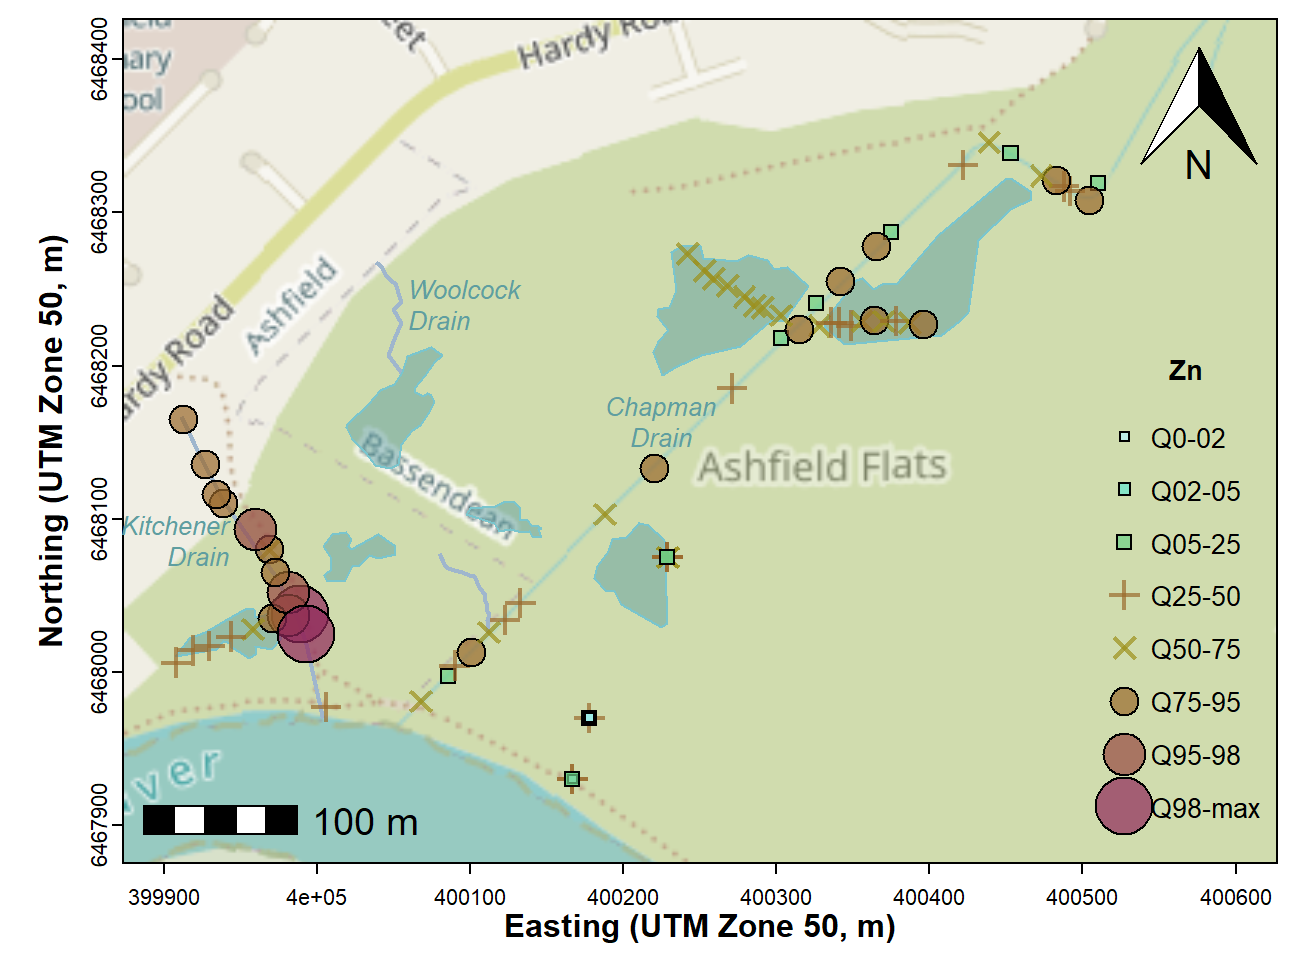 eet
Hardy Ro
ary
ool
N
Ashfield
Woolcock
Drain
ardy Road
Chapman
Drain
Bassendean
Ashfield Flats
Kitchener
Drain
iver
100 m
Zn
Q0-02
Q02-05
Q05-25
Q25-50
Q50-75
Q75-95
Q95-98
Q98-max
6468400
6468300
6468200
6468100
6468000
6467900
Northing (UTM Zone 50, m)
399900 4e+05 400100 400200 400300 400400 400500 400600
Easting (UTM Zone 50, m)